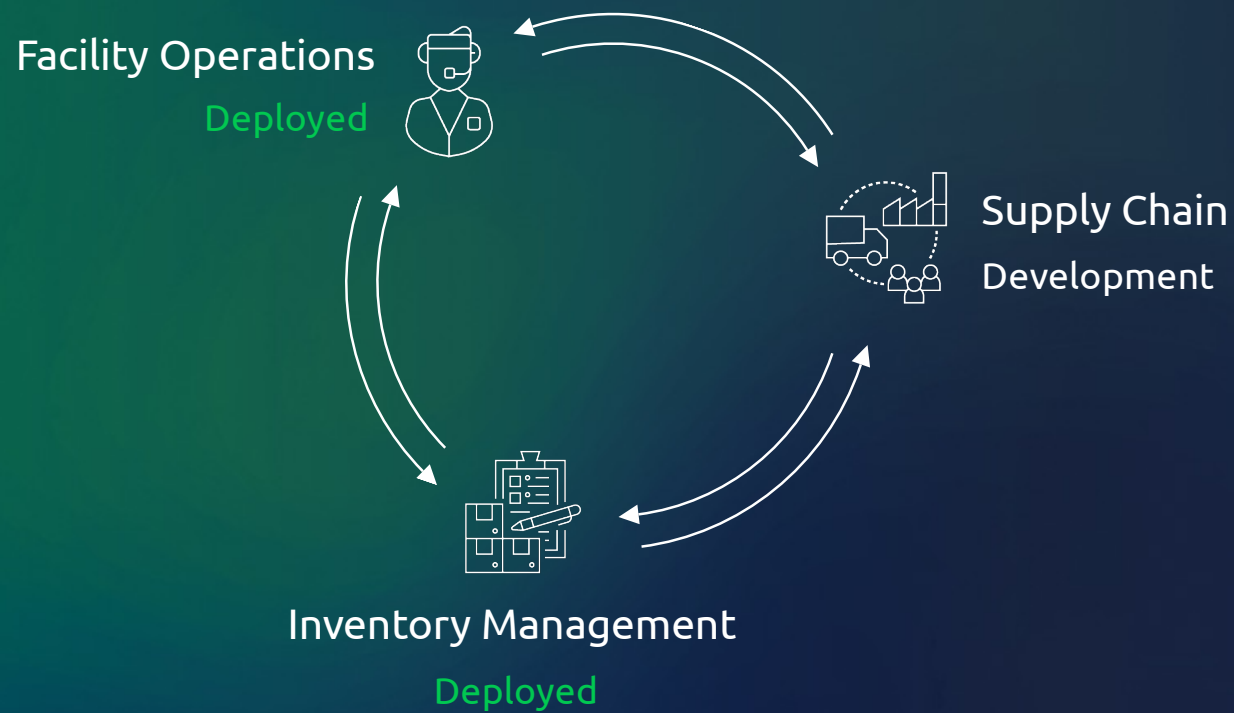 Facility Operations
Deployed
Supply Chain
Development
Inventory Management
Deployed